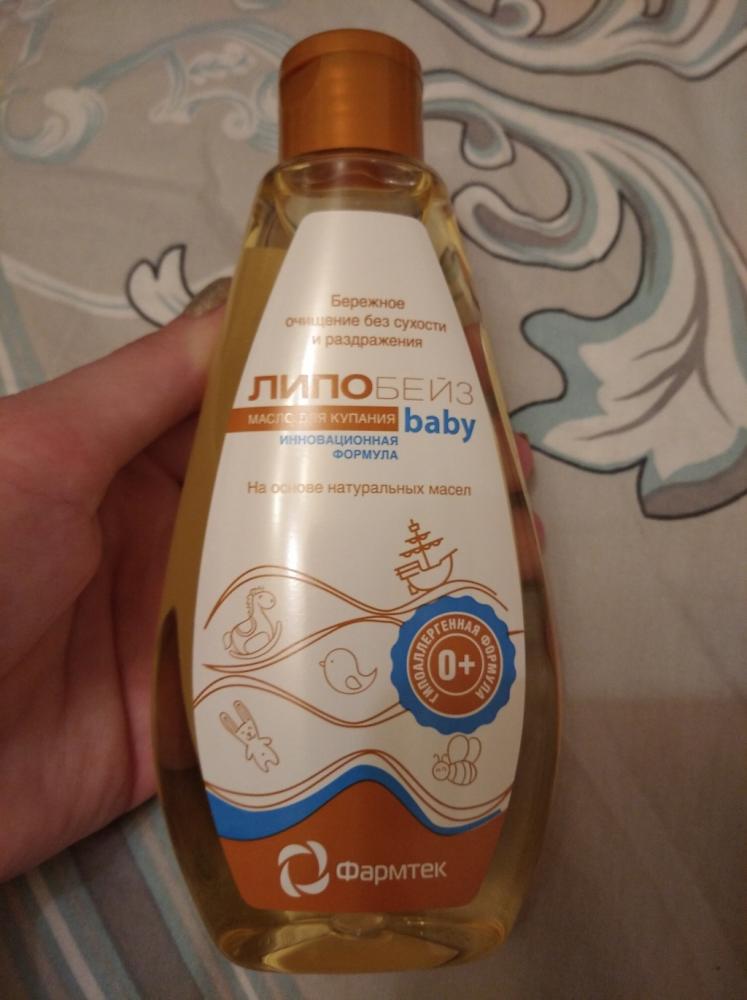 Бережное
очищение без сухости
и раздражения
ЛИПОБЕЙЗ
МАСЛО ДЛЯ КУПАНИЯ
baby
ИННОВАЦИОННАЯ
ФОРМУЛА
На основе натуральных масел
ГИПОАЛЛЕРГЕННАЯ ФОРМУЛА
0+
Фармтек